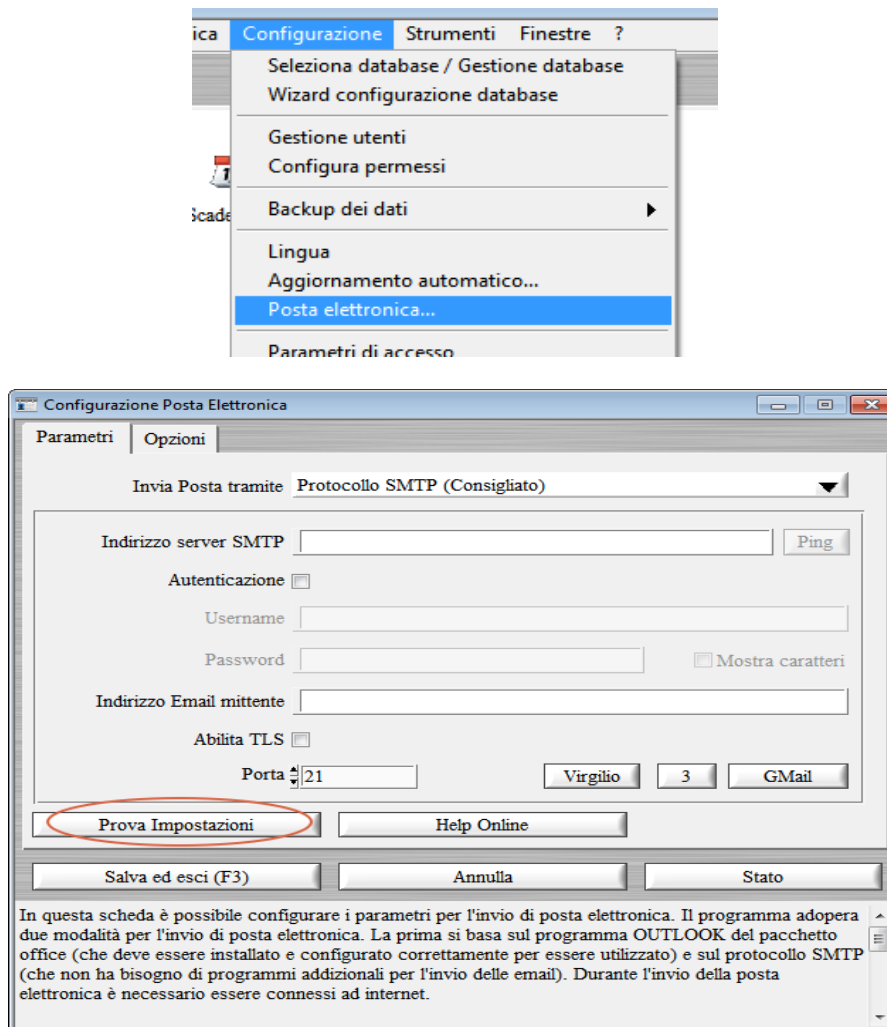 ica Configurazione Strumenti Finestre ?
Seleziona database / Gestione database
Wizard configurazione database
Gestione utenti
Configura permessi
Scade
Backup dei dati
Lingua
Aggiornamento automatico...
Posta elettronica...
Parametri di accesso
Configurazione Posta Elettronica
Parametri Opzioni
Invia Posta tramite Protocollo SMTP (Consigliato)
Indirizzo server SMTP Ping
Autenticazione
Username
Password Mostra caratteri
Indirizzo Email mittente
Abilita TLS
Porta 21 Virgilio 3 GMail
Prova Impostazioni Help Online
Salva ed esci (F3) Annulla Stato
In questa scheda è possibile configurare i parametri per l'invio di posta elettronica. Il programma adopera
due modalità per l'invio di posta elettronica. La prima si basa sul programma OUTLOOK del pacchetto
office (che deve essere installato e configurato correttamente per essere utilizzato) e sul protocollo SMTP
(che non ha bisogno di programmi addizionali per l'invio delle email). Durante l'invio della posta
elettronica è necessario essere connessi ad internet.